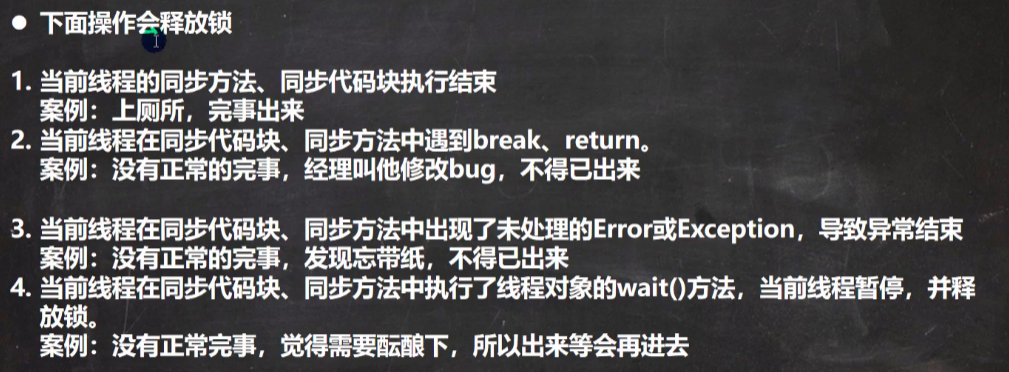 ● 下面操作会释放锁
1. 当前线程的同步方法、同步代码块执行结束
案例：上厕所，完事出来
2. 当前线程在同步代码块、同步方法中遇到break、return。
案例：没有正常的完事，经理叫他修改bug，不得已出来
3. 当前线程在同步代码块、同步方法中出现了未处理的Error或Exception，导致异常结束
案例：没有正常的完事，发现忘带纸，不得已出来
4. 当前线程在同步代码块、同步方法中执行了线程对象的wait()方法，当前线程暂停，并释
放锁。
案例：没有正常完事，觉得需要酝酿下，所以出来等会再进去